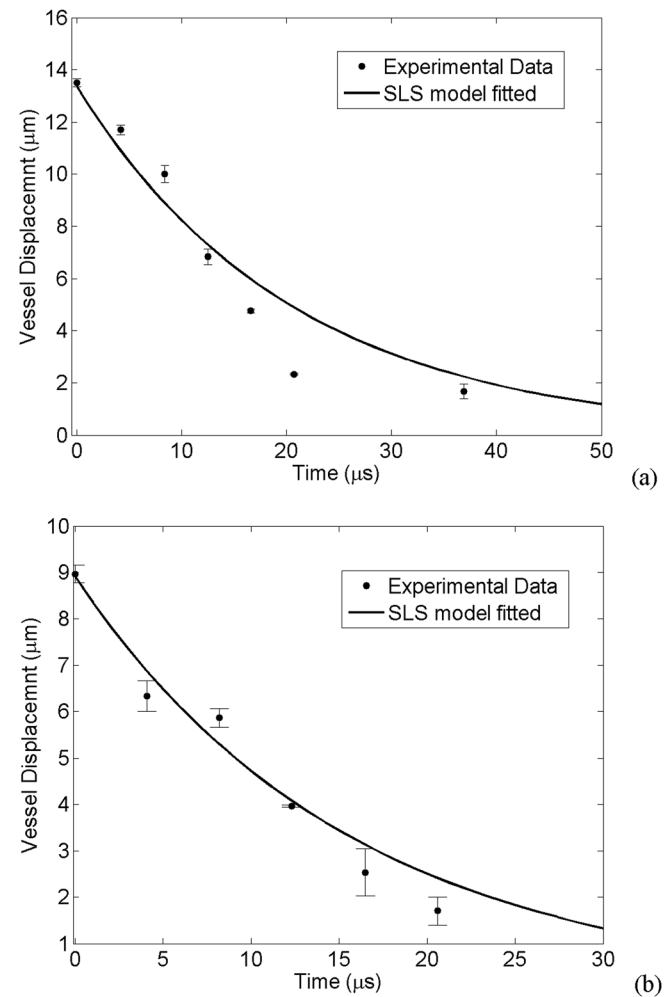 16
14
12
10
8
6
4
2
0
Vessel Displacemnt (μm)
Experimental Data
SLS model fitted
0 10 20 30 40 50
Time (μs)
(a)
10
9
8
7
6
5
4
3
2
1
Vessel Displacemnt (μm)
Experimental Data
SLS model fitted
0 5 10 15 20 25 30
Time (μs)
(b)